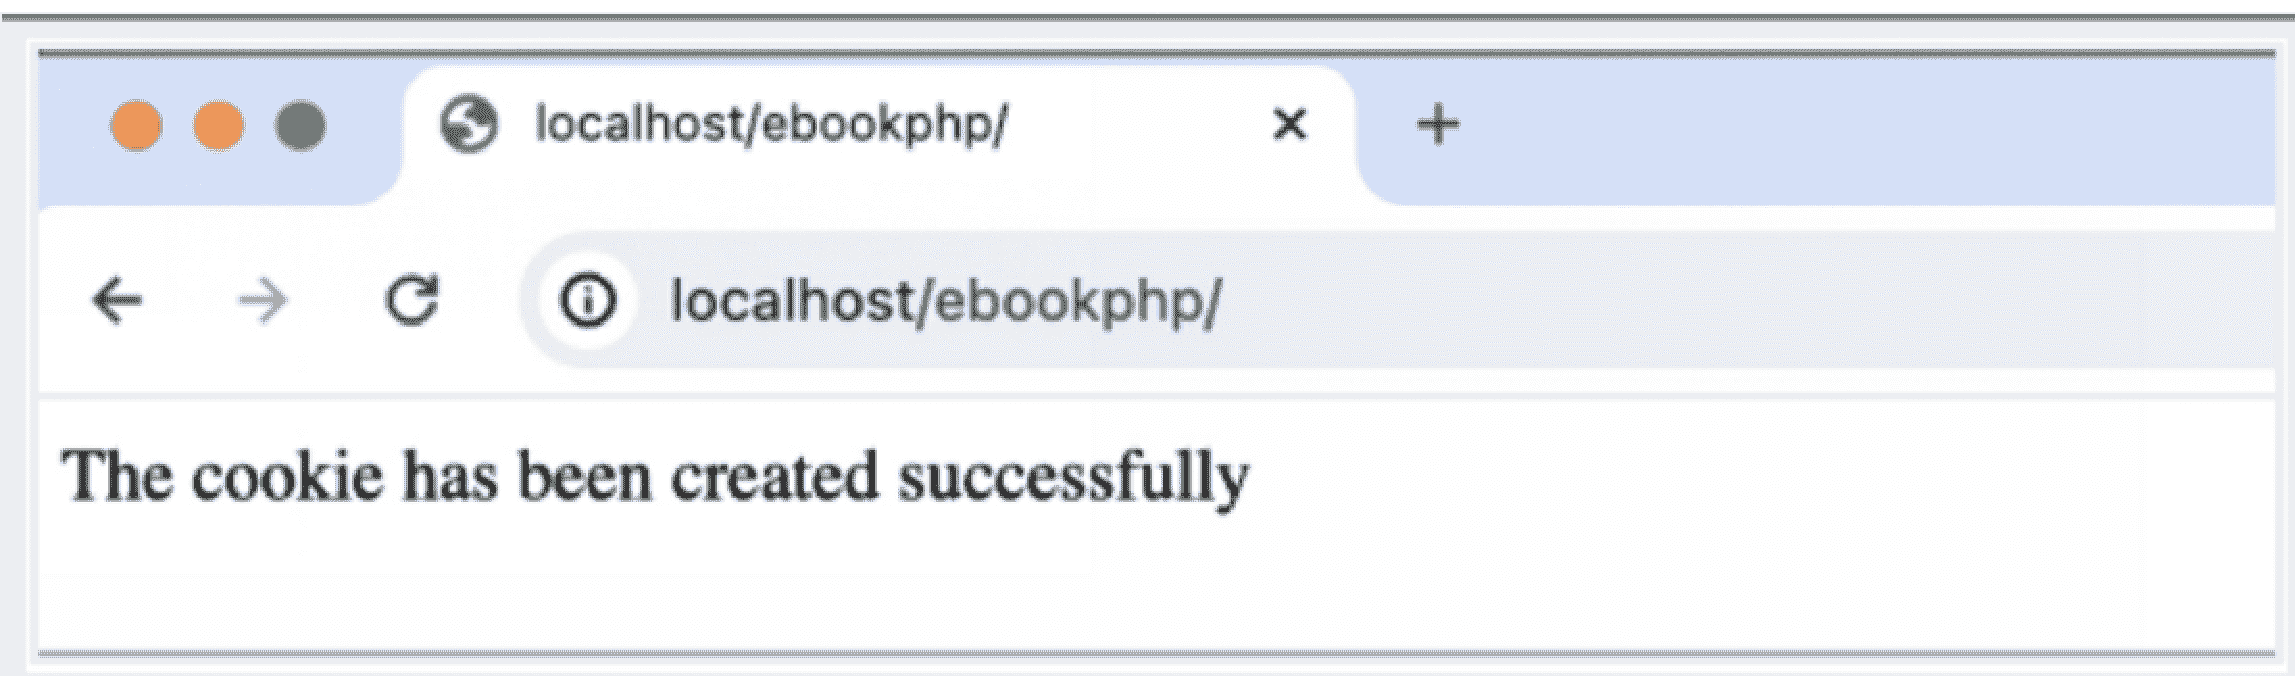 localhost/ebookphp/
localhost/ebookphp/
The cookie has been created successfully